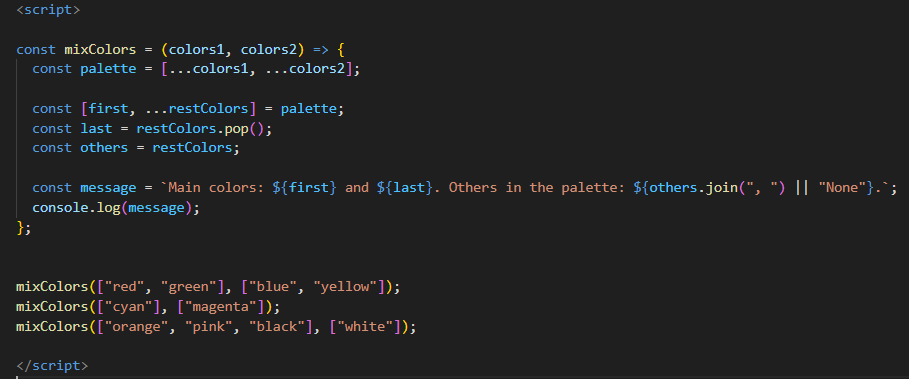 <script>
const mixColors = (colors1, colors2) => {
const palette = [...colors1, ...colors2];
const [first, ...restColors] = palette;
const last = restColors.pop();
const others = restColors;
const message = `Main colors: ${first} and ${last}. Others in the palette: ${others.join(", ") || "None"}.`;
console.log(message);
};
mixColors(["red", "green"], ["blue", "yellow"]);
mixColors(["cyan"], ["magenta"]);
mixColors(["orange", "pink", "black"], ["white"]);
</script>